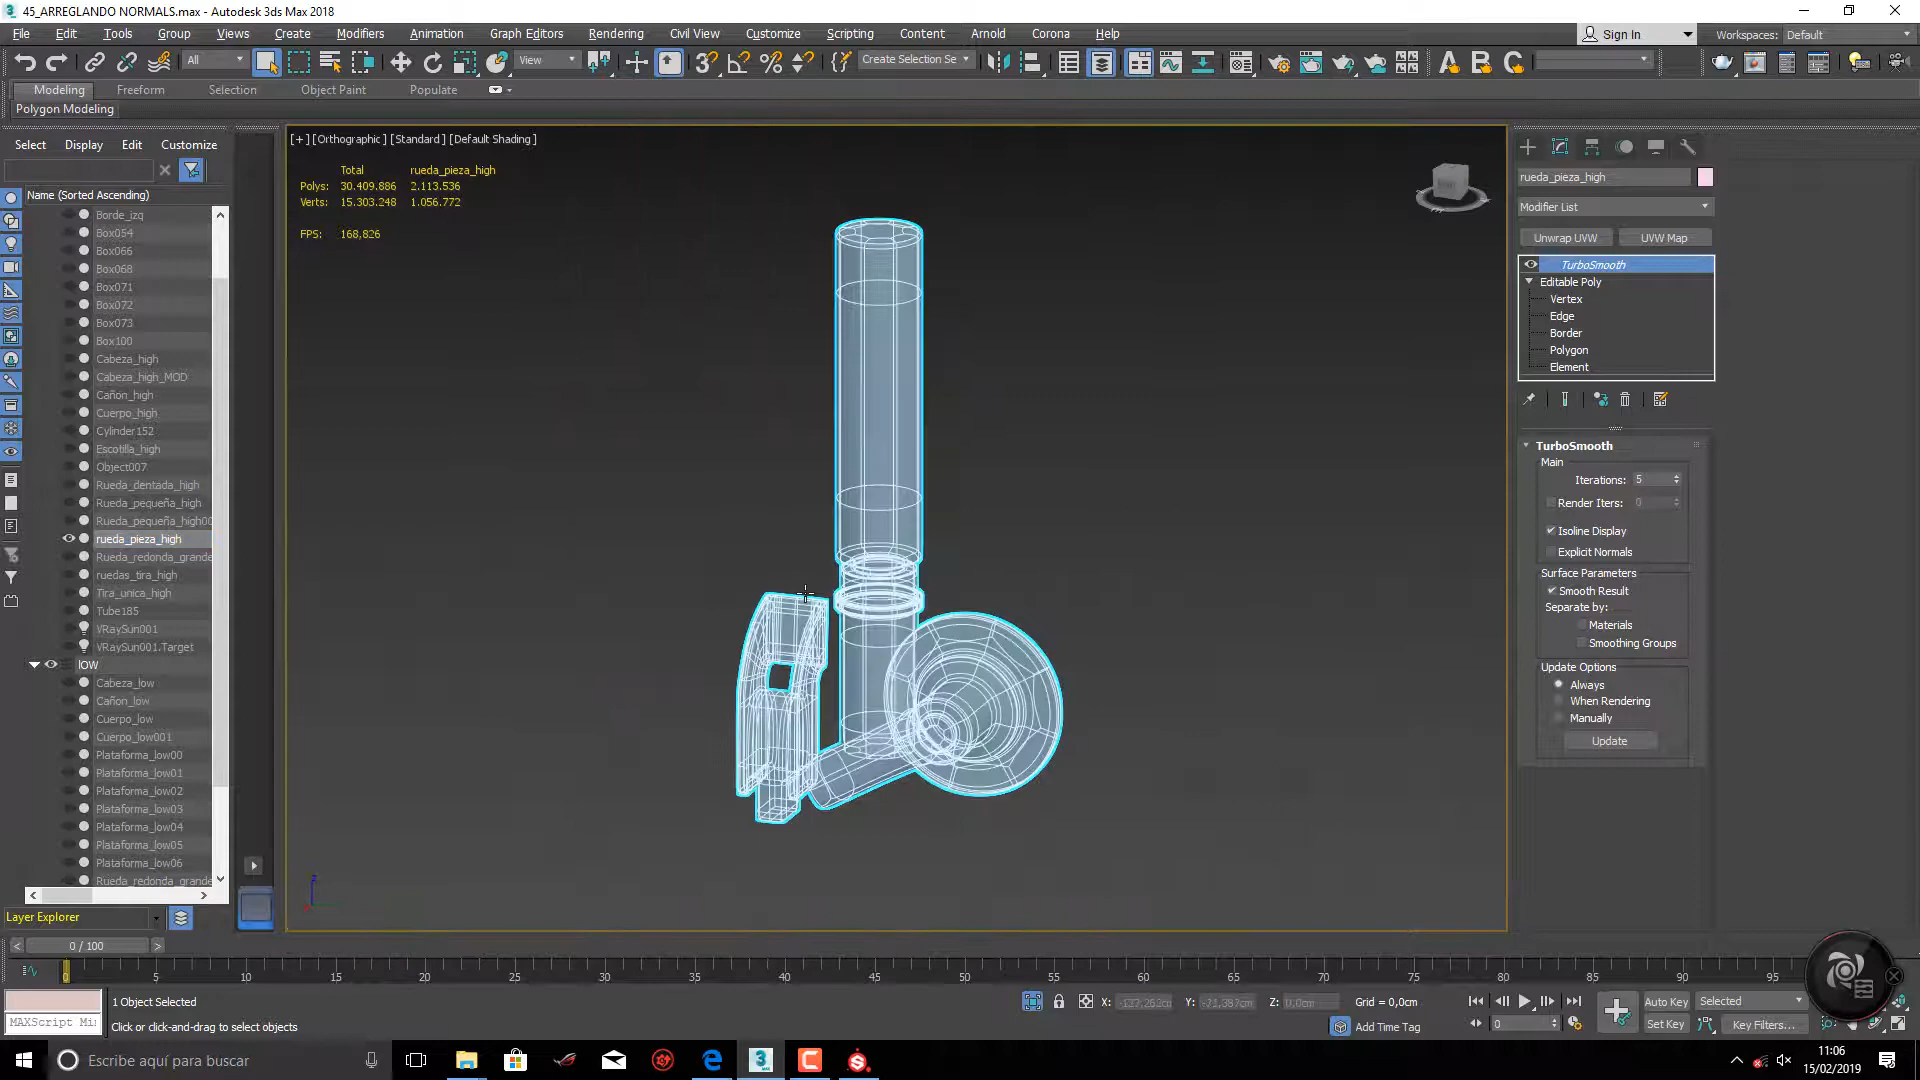 45_ARREGLANDO NORMALS.max - Autodesk 3ds Max 2018
File Edit Tools Group Views Create Modifiers Animation Graph Editors Rendering Civil View Customize Scripting Content Arnold Corona Help
Sign In
Workspaces: Default
All
View
Create Selection Se
Modeling Freeform Selection Object Paint Populate
Polygon Modeling
Select Display Edit Customize
Name (Sorted Ascending)
Borde_izq
Box054
Box066
Box068
Box071
Box072
Box073
Box100
Cabeza_high
Cabeza_high_MOD
Cañon_high
Cuerpo_high
Cylinder152
Escotilla_high
Object007
Rueda_dentada_high
Rueda_pequeña_high
Rueda_pequeña_high00
rueda_pieza_high
Rueda_redonda_grande
ruedas_tira_high
Tira_unica_high
Tube185
VRaySun001
VRaySun001.Target
lOW
Cabeza_low
Cañon_low
Cuerpo_low
Cuerpo_low001
Plataforma_low00
Plataforma_low01
Plataforma_low02
Plataforma_low03
Plataforma_low04
Plataforma_low05
Plataforma_low06
Rueda_redonda_grande
Layer Explorer
[+] [Orthographic] [Standard] [Default Shading]
Total rueda_pieza_high
Polys: 30.409.886 2.113.536
Verts: 15.303.248 1.056.772
FPS: 168,826
rueda_pieza_high
Modifier List
Unwrap UVW UVW Map
TurboSmooth
Editable Poly
Vertex
Edge
Border
Polygon
Element
TurboSmooth
Main
Iterations: 5
Render Iters: 0
Isoline Display
Explicit Normals
Surface Parameters
Smooth Result
Separate by:
Materials
Smoothing Groups
Update Options
Always
When Rendering
Manually
Update
0 / 100
0 5 10 15 20 25 30 35 40 45 50 55 60 65 70 75 80 85 90 95
1 Object Selected
Click or click-and-drag to select objects
MAXScript Mi
X: -137,263cm Y: -71,387cm Z: 0,0cm Grid = 0,0cm
Add Time Tag
0
Auto Key Selected
Set Key Key Filters...
Escribe aquí para buscar
11:06
15/02/2019